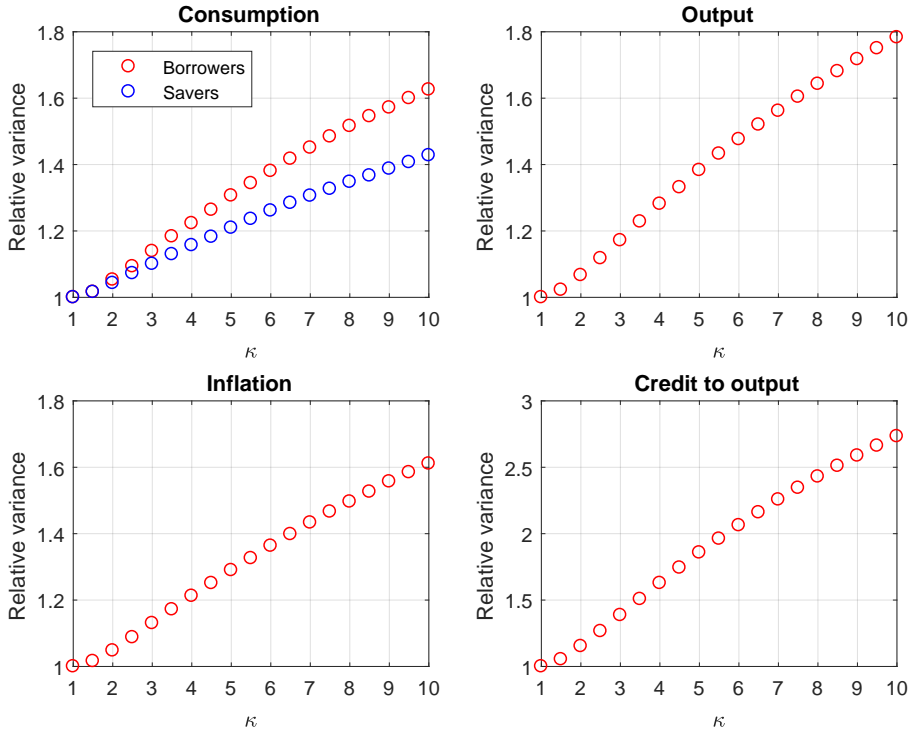 Consumption
Relative variance
1.8
1.6
1.4
1.2
1
Borrowers
Savers
1 2 3 4 5 6 7 8 9 10
κ
Output
Relative variance
1.8
1.6
1.4
1.2
1
1 2 3 4 5 6 7 8 9 10
κ
Inflation
Relative variance
1.8
1.6
1.4
1.2
1
1 2 3 4 5 6 7 8 9 10
κ
Credit to output
Relative variance
3
2.5
2
1.5
1
1 2 3 4 5 6 7 8 9 10
κ